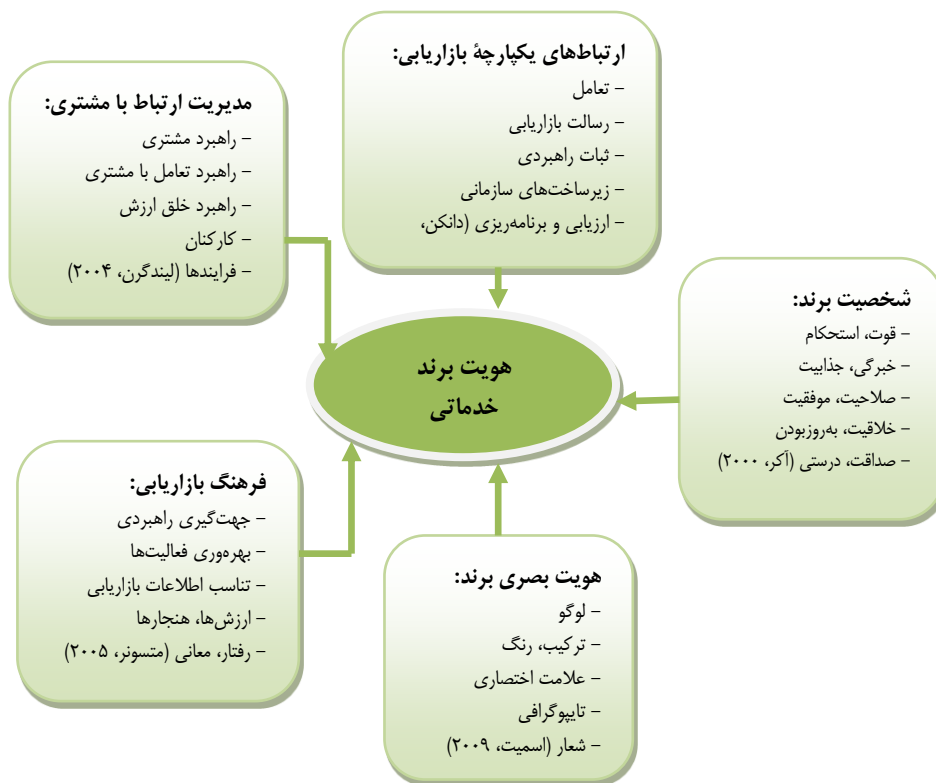 ارتباط‌های یکپارچهٔ بازاریابی:
- تعامل
- رسالت بازاریابی
- ثبات راهبردی
- زیرساخت‌های سازمانی
- ارزیابی و برنامه‌ریزی (دانکن،
مدیریت ارتباط با مشتری:
- راهبرد مشتری
- راهبرد تعامل با مشتری
- راهبرد خلق ارزش
- کارکنان
- فرایندها (لیندگرن، ۲۰۰۴)
شخصیت برند:
- قوت، استحکام
- خبرگی، جذابیت
- صلاحیت، موفقیت
- خلاقیت، به‌روزبودن
- صداقت، درستی (آکر، ۲۰۰۰)
هویت برند
خدماتی
فرهنگ بازاریابی:
- جهت‌گیری راهبردی
- بهره‌وری فعالیت‌ها
- تناسب اطلاعات بازاریابی
- ارزش‌ها، هنجارها
- رفتار، معانی (متسونر، ۲۰۰۵)
هویت بصری برند:
- لوگو
- ترکیب، رنگ
- علامت اختصاری
- تایپوگرافی
- شعار (اسمیت، ۲۰۰۹)